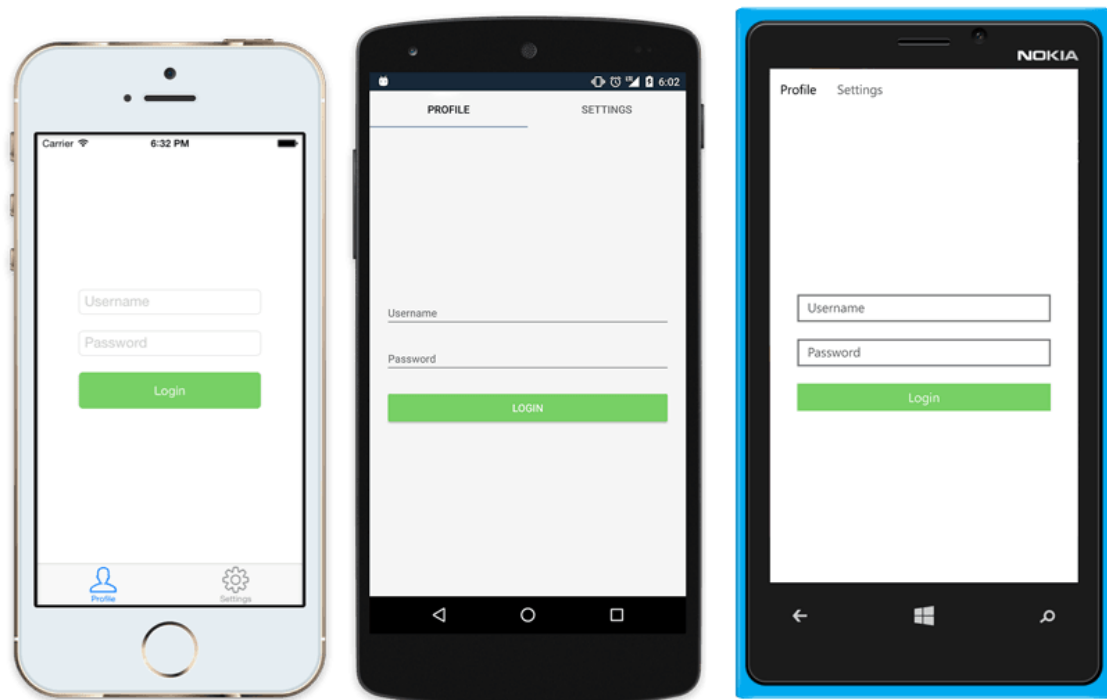 Carrier
6:32 PM
Username
Password
Login
Profile
Settings
6:02
PROFILE
SETTINGS
Username
Password
LOGIN
NOKIA
Profile
Settings
Username
Password
Login